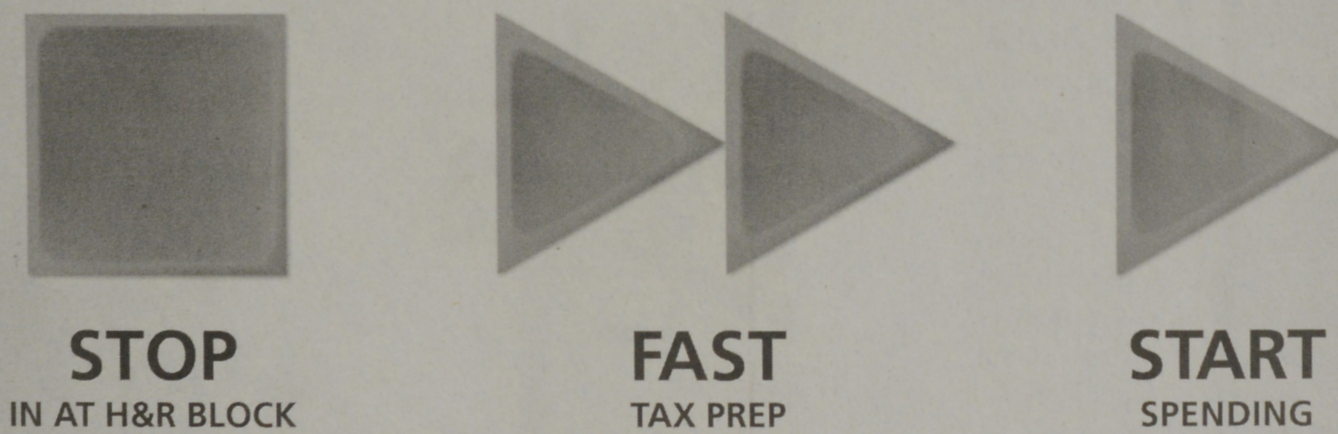 STOP
IN AT H&R BLOCK
FAST
TAX PREP
START
SPENDING